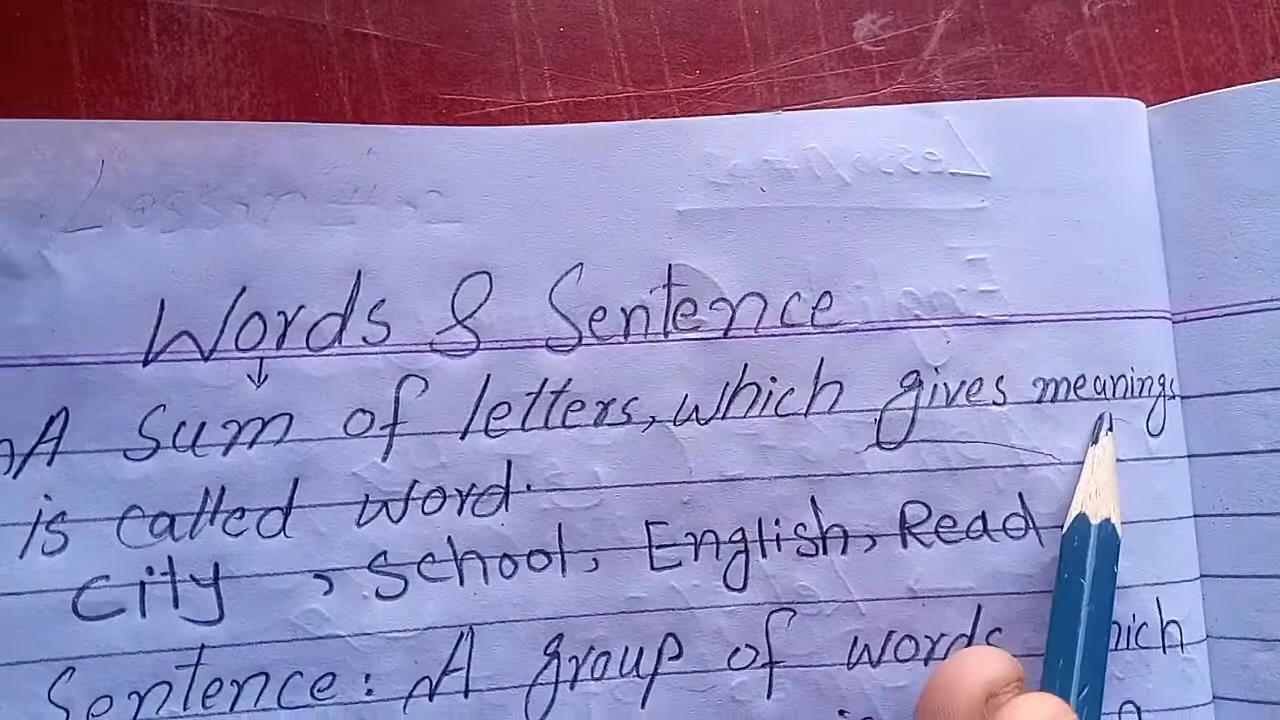 Words & Sentence
A Sum of letters, which gives meanings
is called word.
City, School, English, Read
Sentence: A group of words